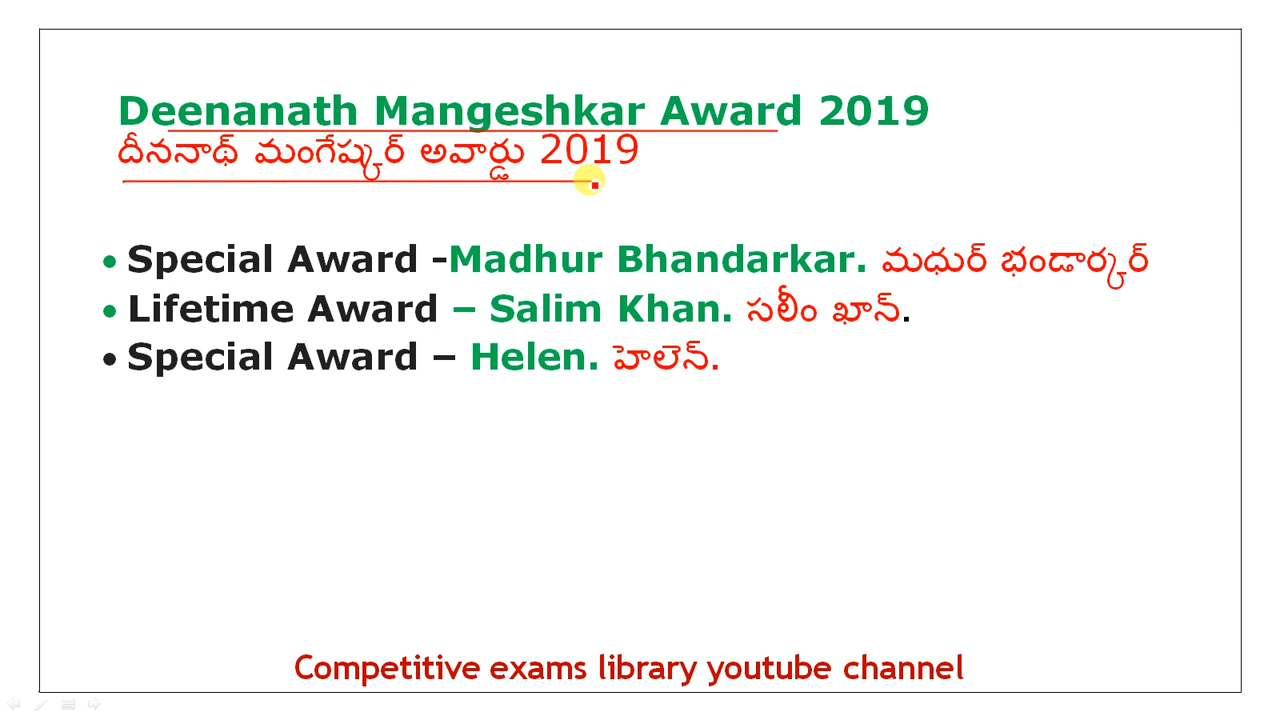 Deenanath Mangeshkar Award 2019
దీననాథ్ మంగేష్కర్ అవార్డు 2019
• Special Award -Madhur Bhandarkar. మధుర్ భండార్కర్
• Lifetime Award – Salim Khan. సలీం ఖాన్.
• Special Award – Helen. హెలెన్.
Competitive exams library youtube channel